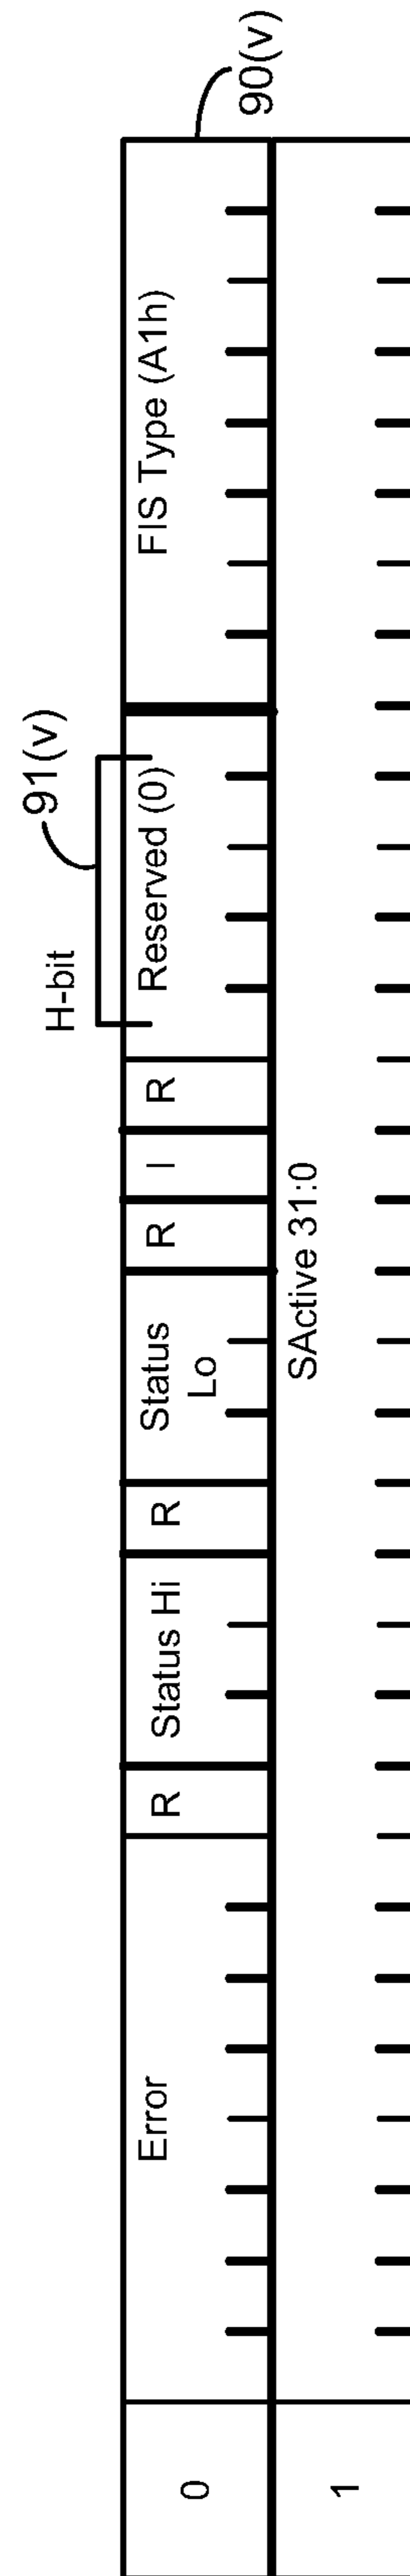 H-bit
91(v)
90(v)
0
Error
R
Status Hi
R
Status
Lo
R
I
R
Reserved (0)
FIS Type (A1h)
1
SActive 31:0